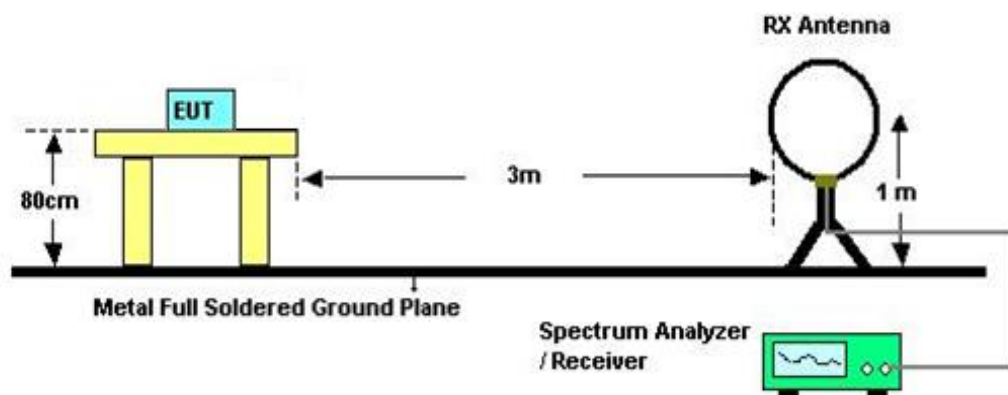 RX Antenna
EUT
3m
80cm
1 m
Metal Full Soldered Ground Plane
Spectrum Analyzer
/ Receiver